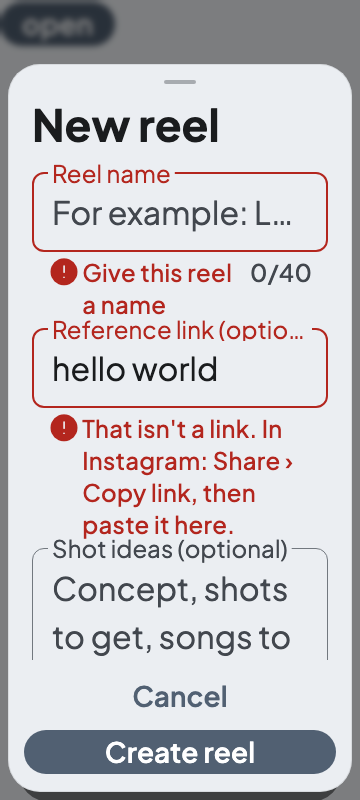 open
New reel
Reel name
For example: L...
Give this reel
a name
0/40
Reference link (optio...
hello world
That isn't a link. In
Instagram: Share ›
Copy link, then
paste it here.
Shot ideas (optional)
Concept, shots
to get, songs to
Cancel
Create reel